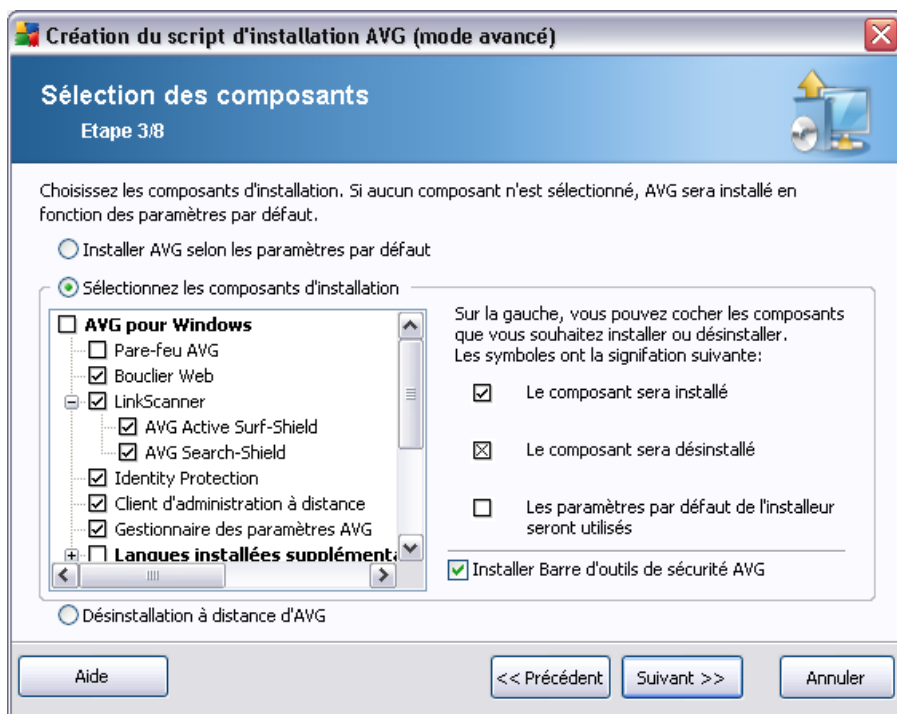 Création du script d'installation AVG (mode avancé)
Sélection des composants
Etape 3/8
Choisissez les composants d'installation. Si aucun composant n'est sélectionné, AVG sera installé en
fonction des paramètres par défaut.
Installer AVG selon les paramètres par défaut
Sélectionnez les composants d'installation
AVG pour Windows
Pare-feu AVG
Bouclier Web
LinkScanner
AVG Active Surf-Shield
AVG Search-Shield
Identity Protection
Client d'administration à distance
Gestionnaire des paramètres AVG
Langues installées supplémenta
Sur la gauche, vous pouvez cocher les composants
que vous souhaitez installer ou désinstaller.
Les symboles ont la signifation suivante:
Le composant sera installé
Le composant sera désinstallé
Les paramètres par défaut de l'installeur
seront utilisés
Installer Barre d'outils de sécurité AVG
Désinstallation à distance d'AVG
Aide
<< Précédent
Suivant >>
Annuler